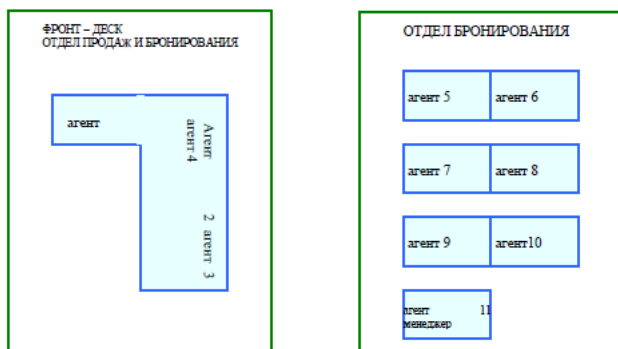 ФРОНТ – ДЕСК
ОТДЕЛ ПРОДАЖ И БРОНИРОВАНИЯ
агент
Агент 2 агент 3
агент 4
ОТДЕЛ БРОНИРОВАНИЯ
агент 5 агент 6
агент 7 агент 8
агент 9 агент10
агент 11
менеджер